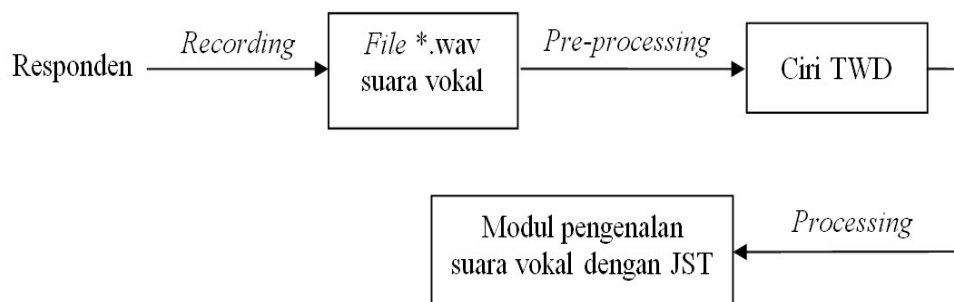 Recording
Responden
File *.wav
suara vokal
Pre-processing
Ciri TWD
Modul pengenalan
suara vokal dengan JST
Processing